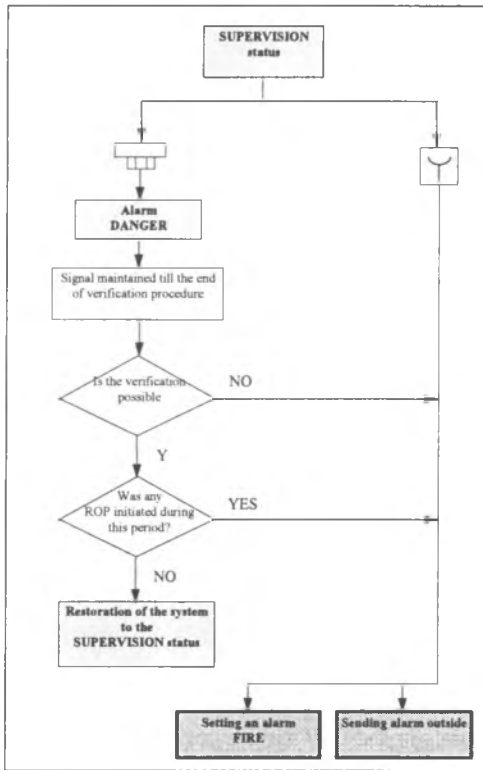 SUPERVISION
status
Alarm
DANGER
Signal maintained till the end
of verification procedure
Is the verification
possible
NO
Y
Was any
ROP initiated during
this period?
YES
NO
Restoration of the system
to the
SUPERVISION status
Setting an alarm
FIRE
Sending alarm outside